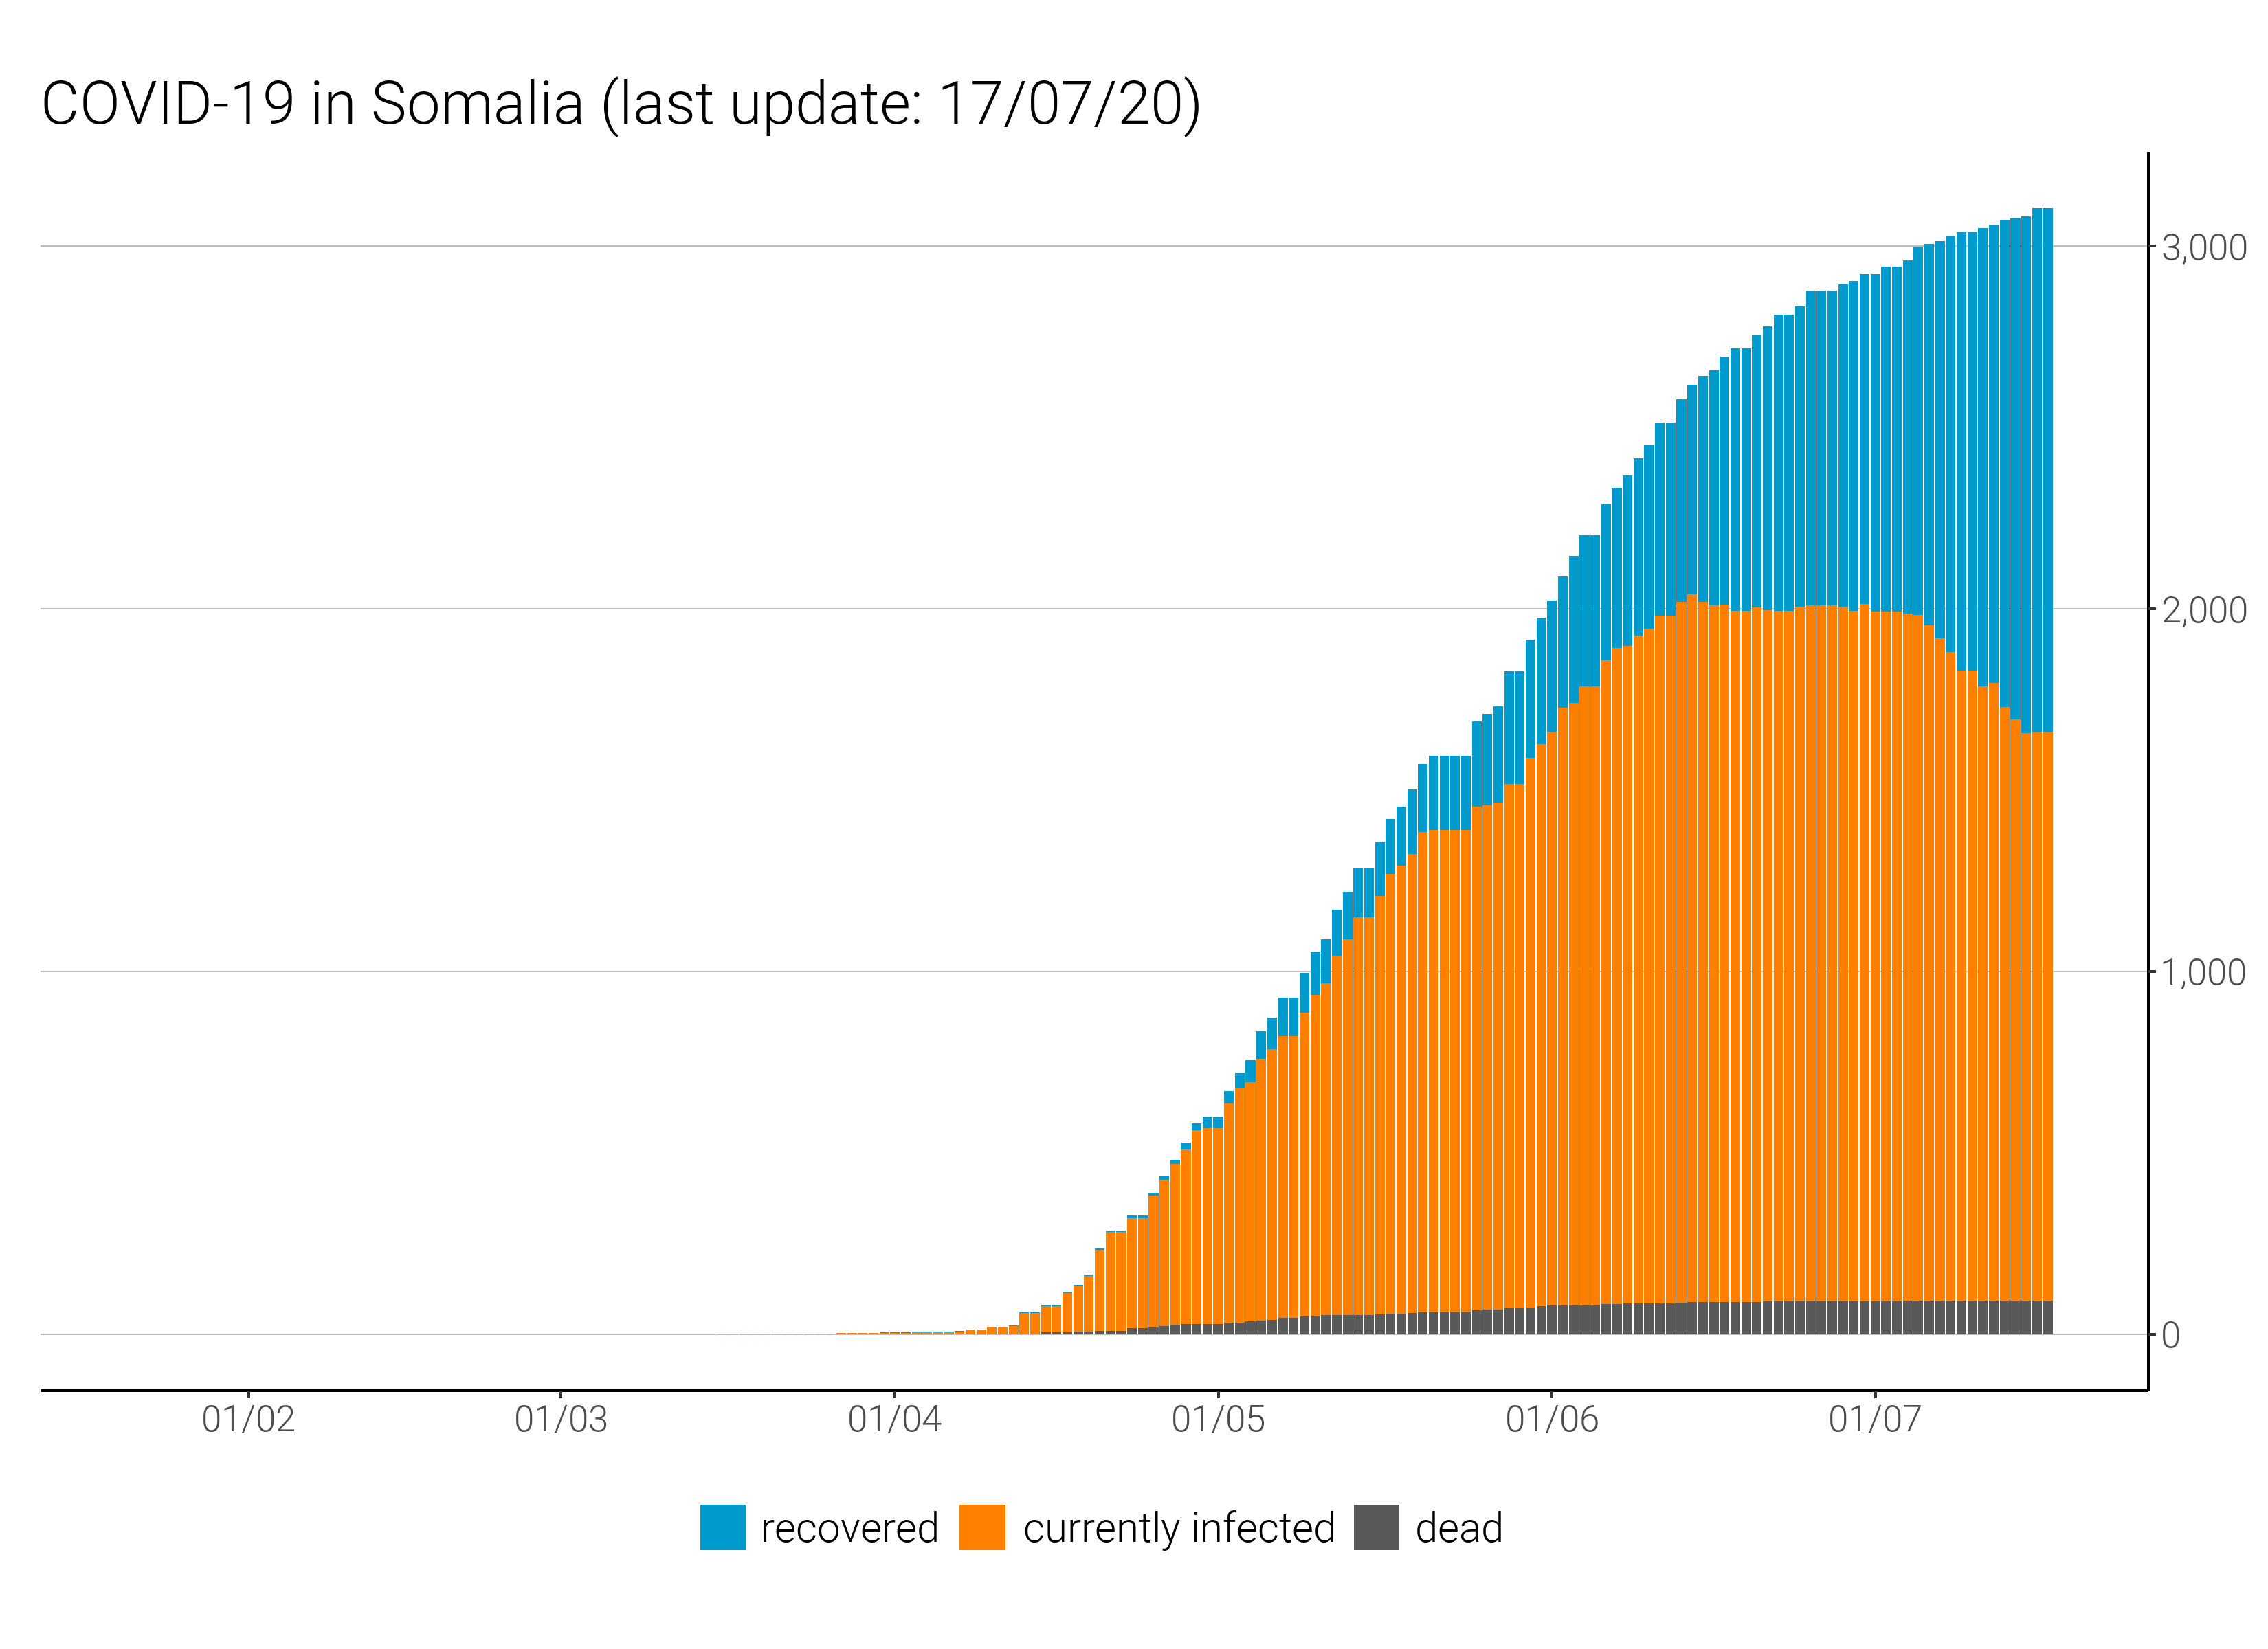 COVID-19 in Somalia (last update: 17/07/20)
3,000
2,000
1,000
0
01/02 01/03 01/04 01/05 01/06 01/07
recovered currently infected dead